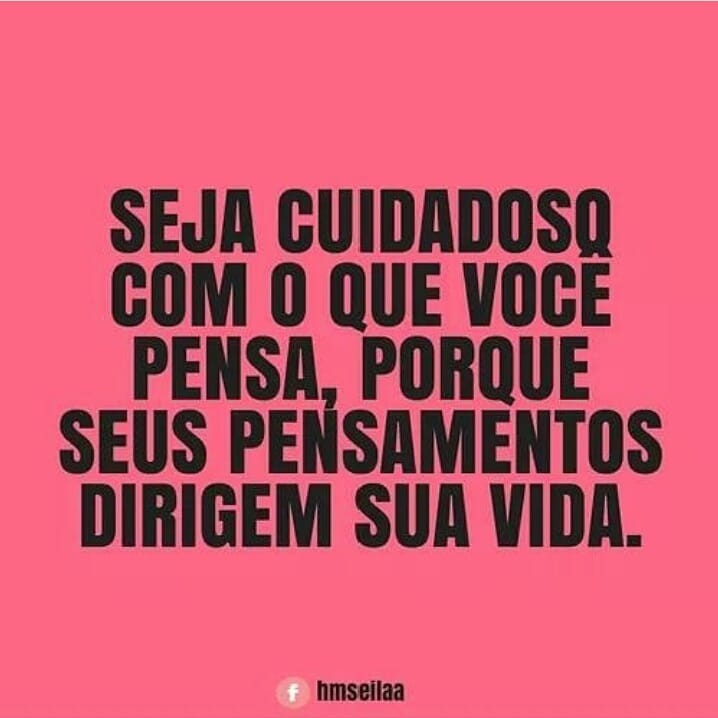 SEJA CUIDADOSO
COM O QUE VOCÊ
PENSA, PORQUE
SEUS PENSAMENTOS
DIRIGEM SUA VIDA.
f hmseilaa